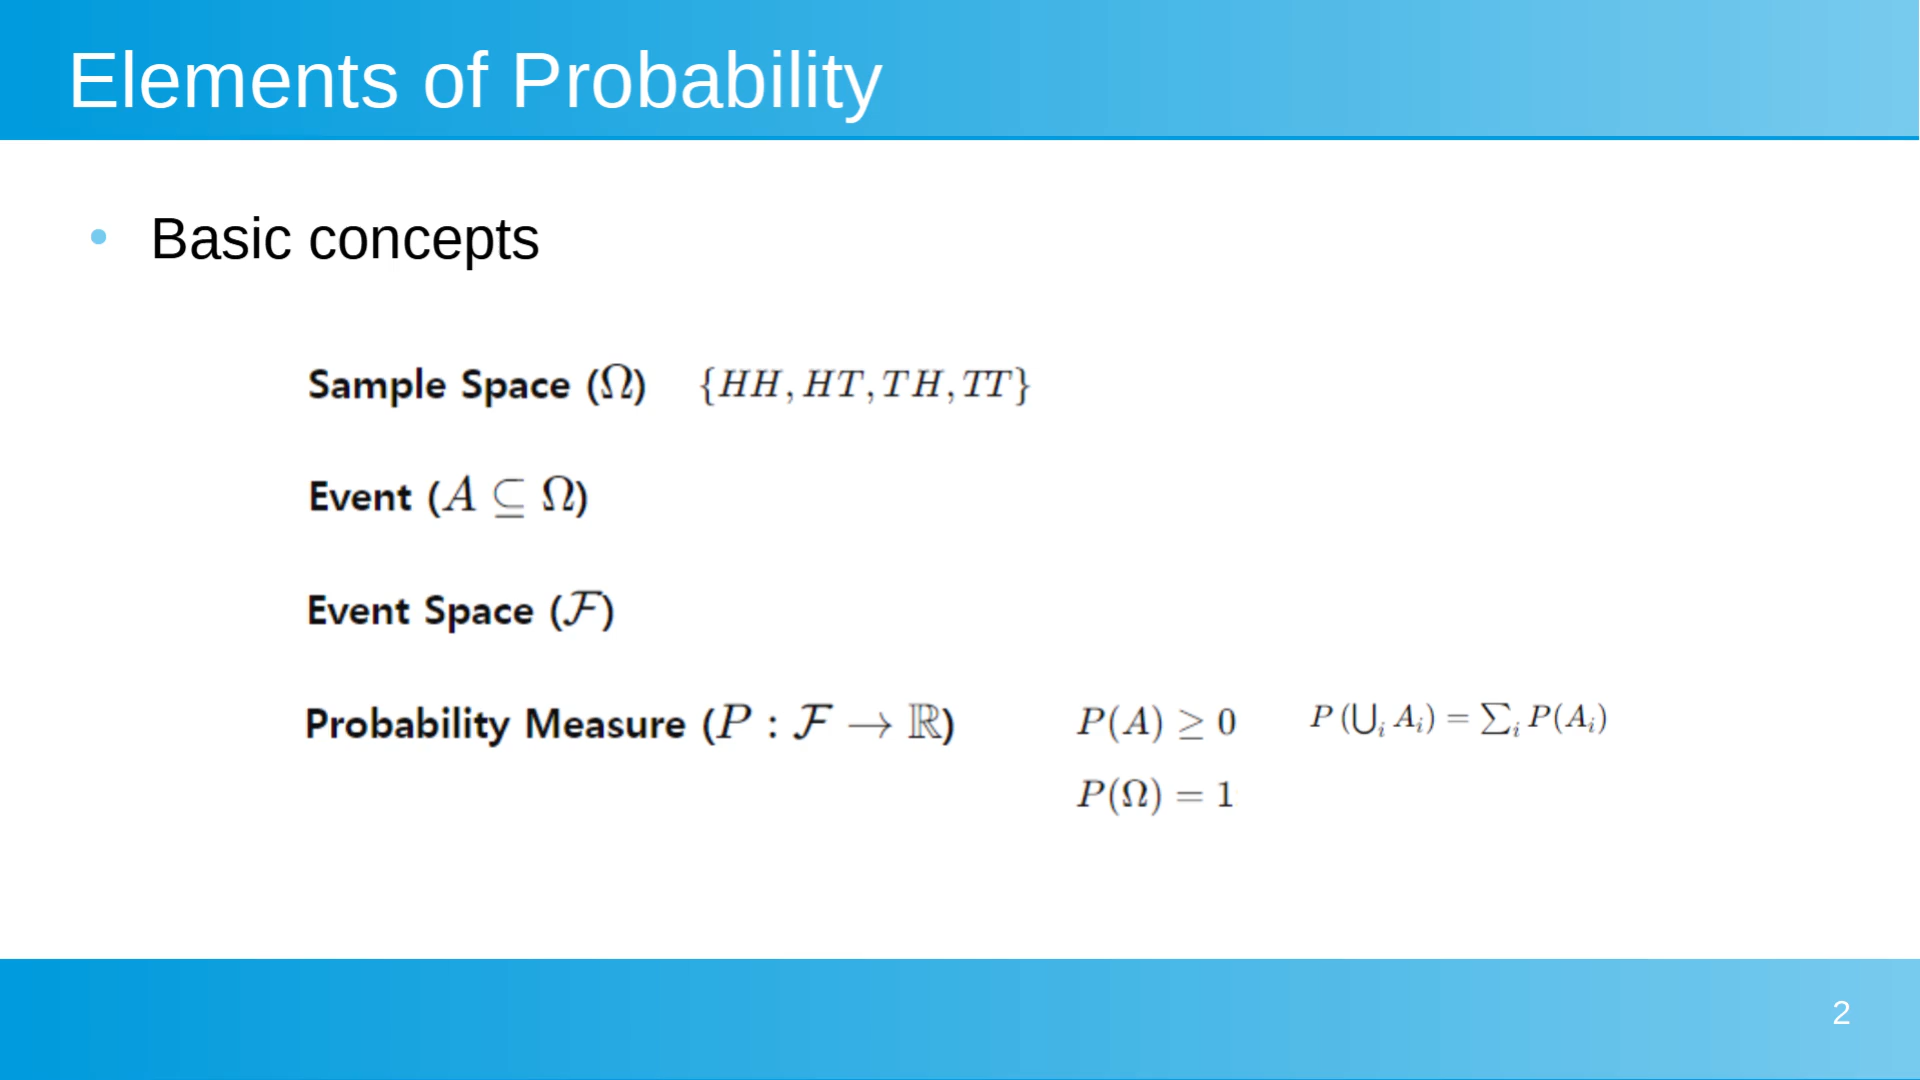 Elements of Probability
• Basic concepts
Sample Space (Ω) {HH, HT, TH, TT}
Event (A ⊆ Ω)
Event Space (ℱ)
Probability Measure (P : ℱ → ℝ) P(A) ≥ 0 P(⋃ᵢ Aᵢ) = ∑ᵢ P(Aᵢ)
P(Ω) = 1
2